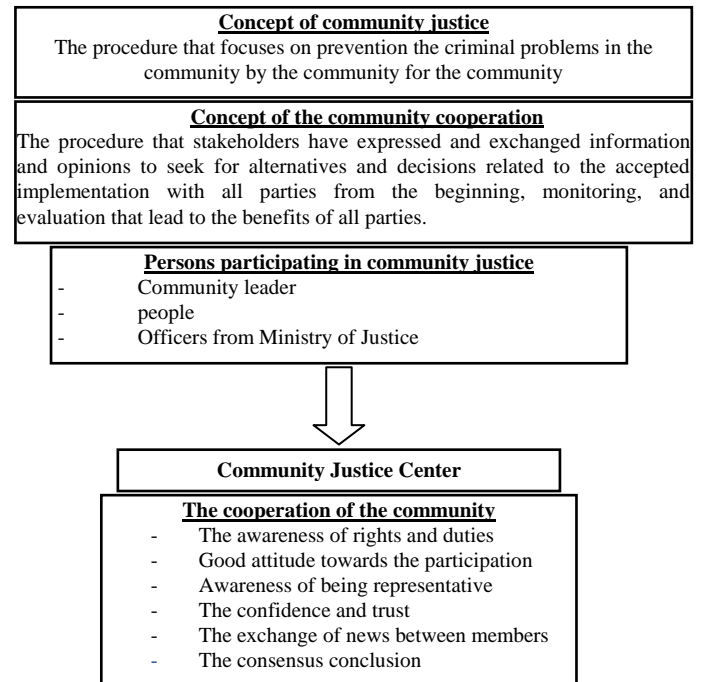 Concept of community justice
The procedure that focuses on prevention the criminal problems in the
community by the community for the community
Concept of the community cooperation
The procedure that stakeholders have expressed and exchanged information
and opinions to seek for alternatives and decisions related to the accepted
implementation with all parties from the beginning, monitoring, and
evaluation that lead to the benefits of all parties.
Persons participating in community justice
- Community leader
- people
- Officers from Ministry of Justice
Community Justice Center
The cooperation of the community
- The awareness of rights and duties
- Good attitude towards the participation
- Awareness of being representative
- The confidence and trust
- The exchange of news between members
- The consensus conclusion